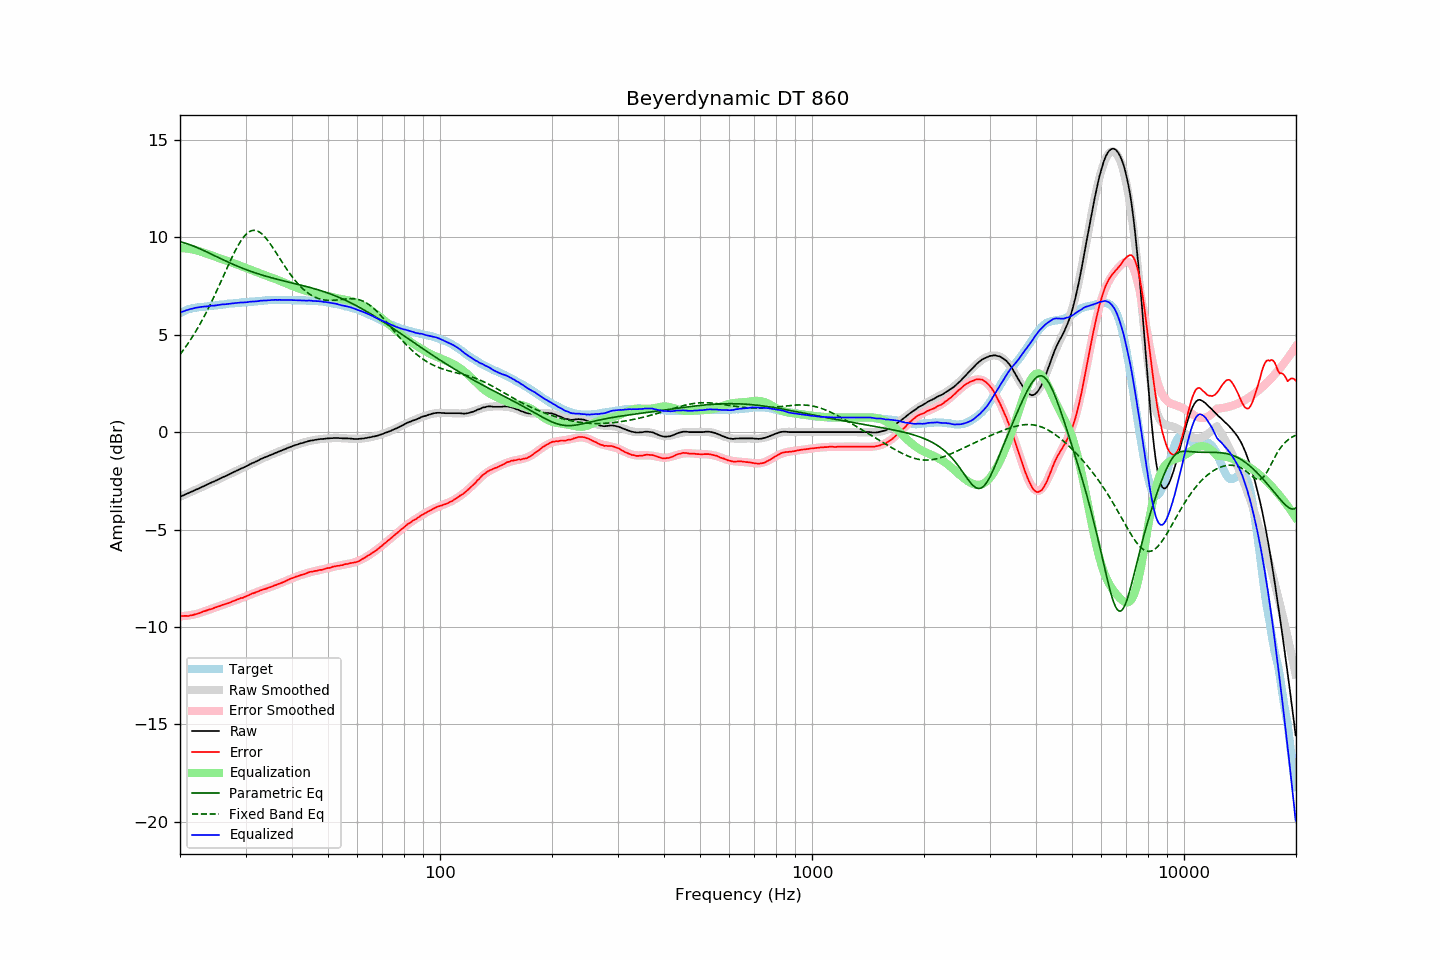 Beyerdynamic DT 860
15
10
5
0
−5
−10
−15
−20
Amplitude (dBr)
Target
Raw Smoothed
Error Smoothed
Raw
Error
Equalization
Parametric Eq
Fixed Band Eq
Equalized
100
1000
10000
Frequency (Hz)